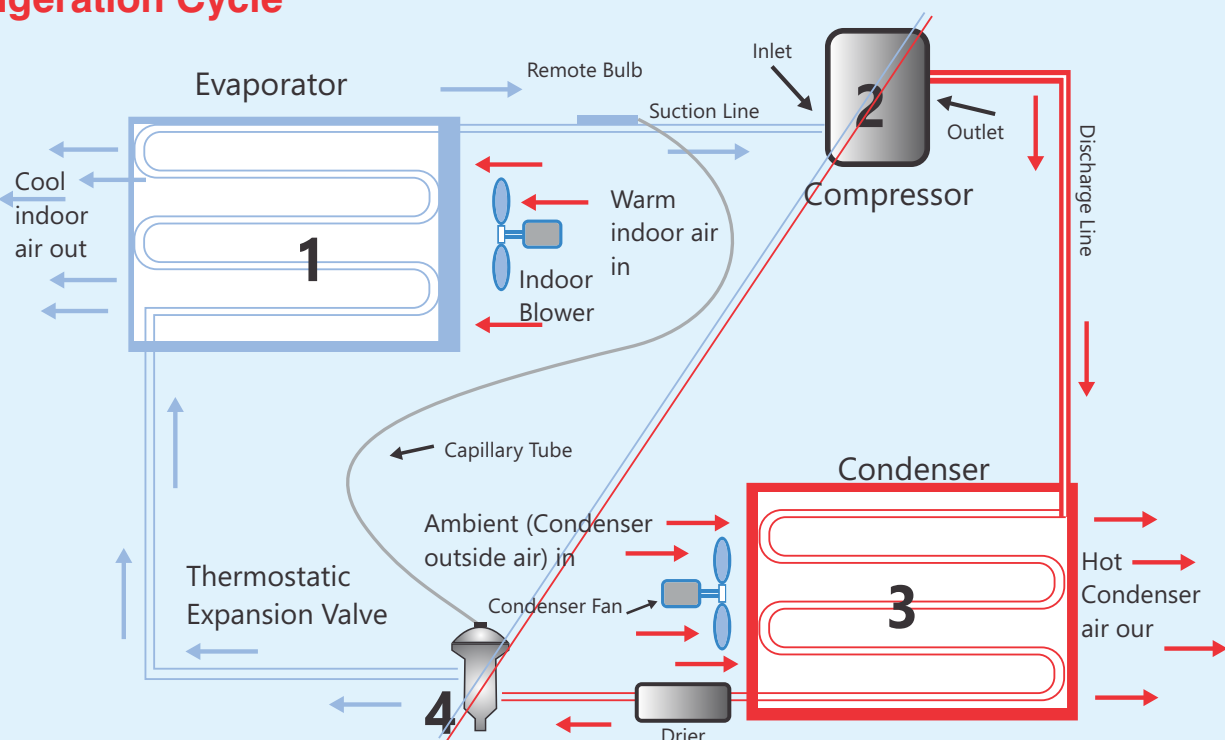 igeration Cycle
Evaporator
Remote Bulb
Inlet
2
Suction Line
Outlet
Discharge Line
Compressor
Cool
indoor
air out
1
Warm
indoor air
in
Indoor
Blower
Capillary Tube
Condenser
Ambient (Condenser
outside air) in
Thermostatic
Expansion Valve
Condenser Fan
3
Hot
Condenser
air our
4
Drier